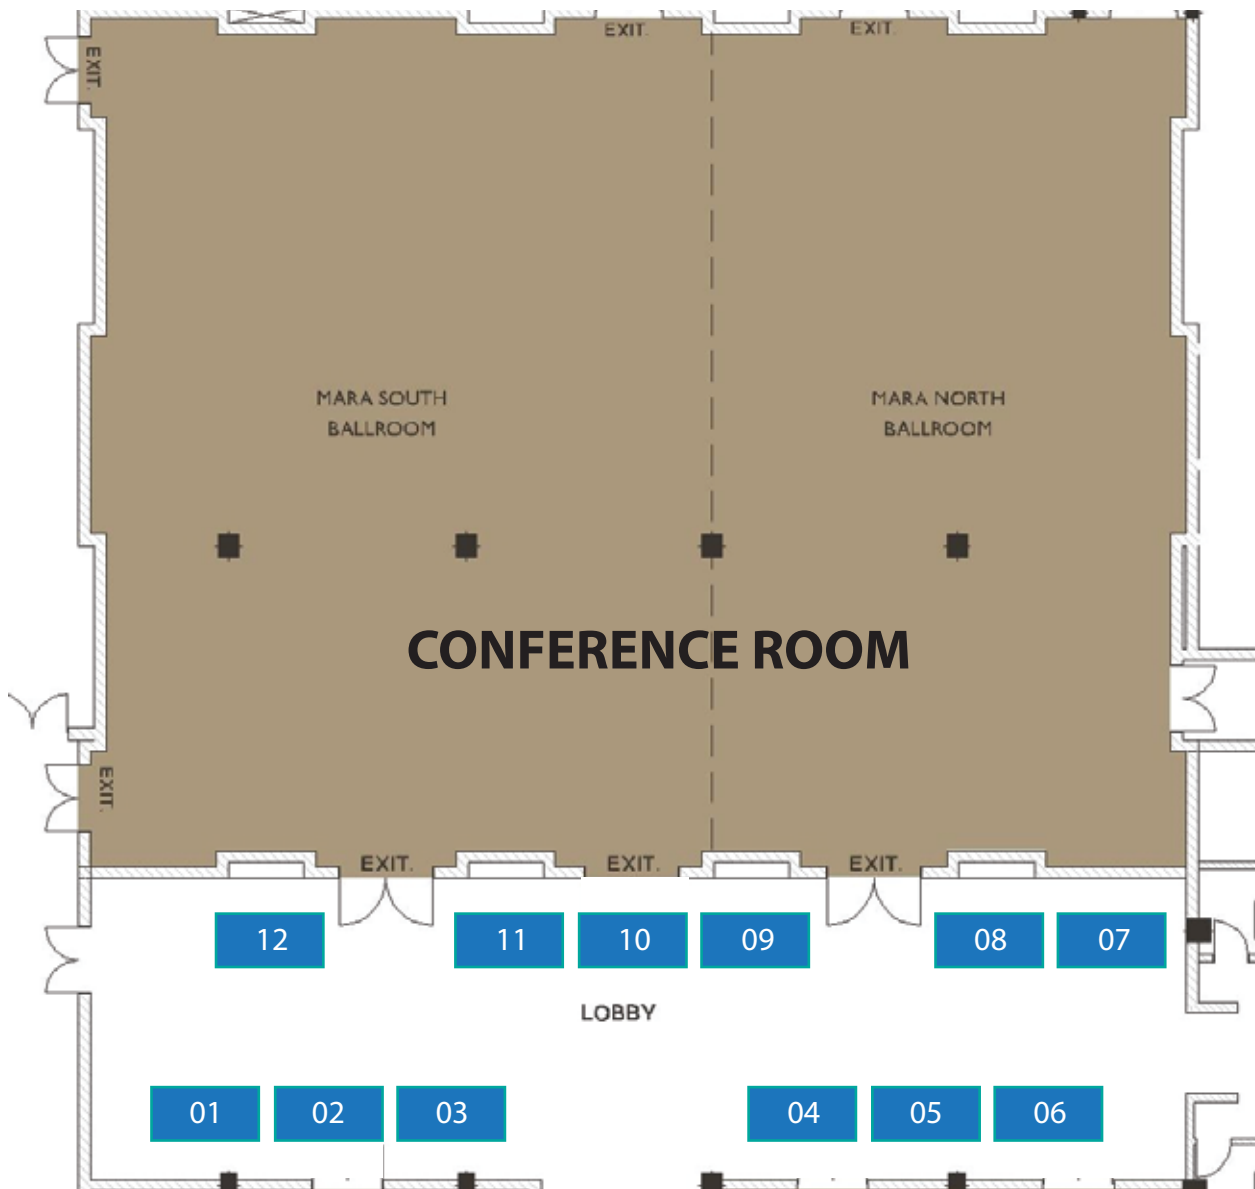 EXIT.
EXIT.
EXIT.
MARA SOUTH
BALLROOM
MARA NORTH
BALLROOM
CONFERENCE ROOM
EXIT.
EXIT.
EXIT.
EXIT.
12
11
10
09
08
07
LOBBY
01
02
03
04
05
06